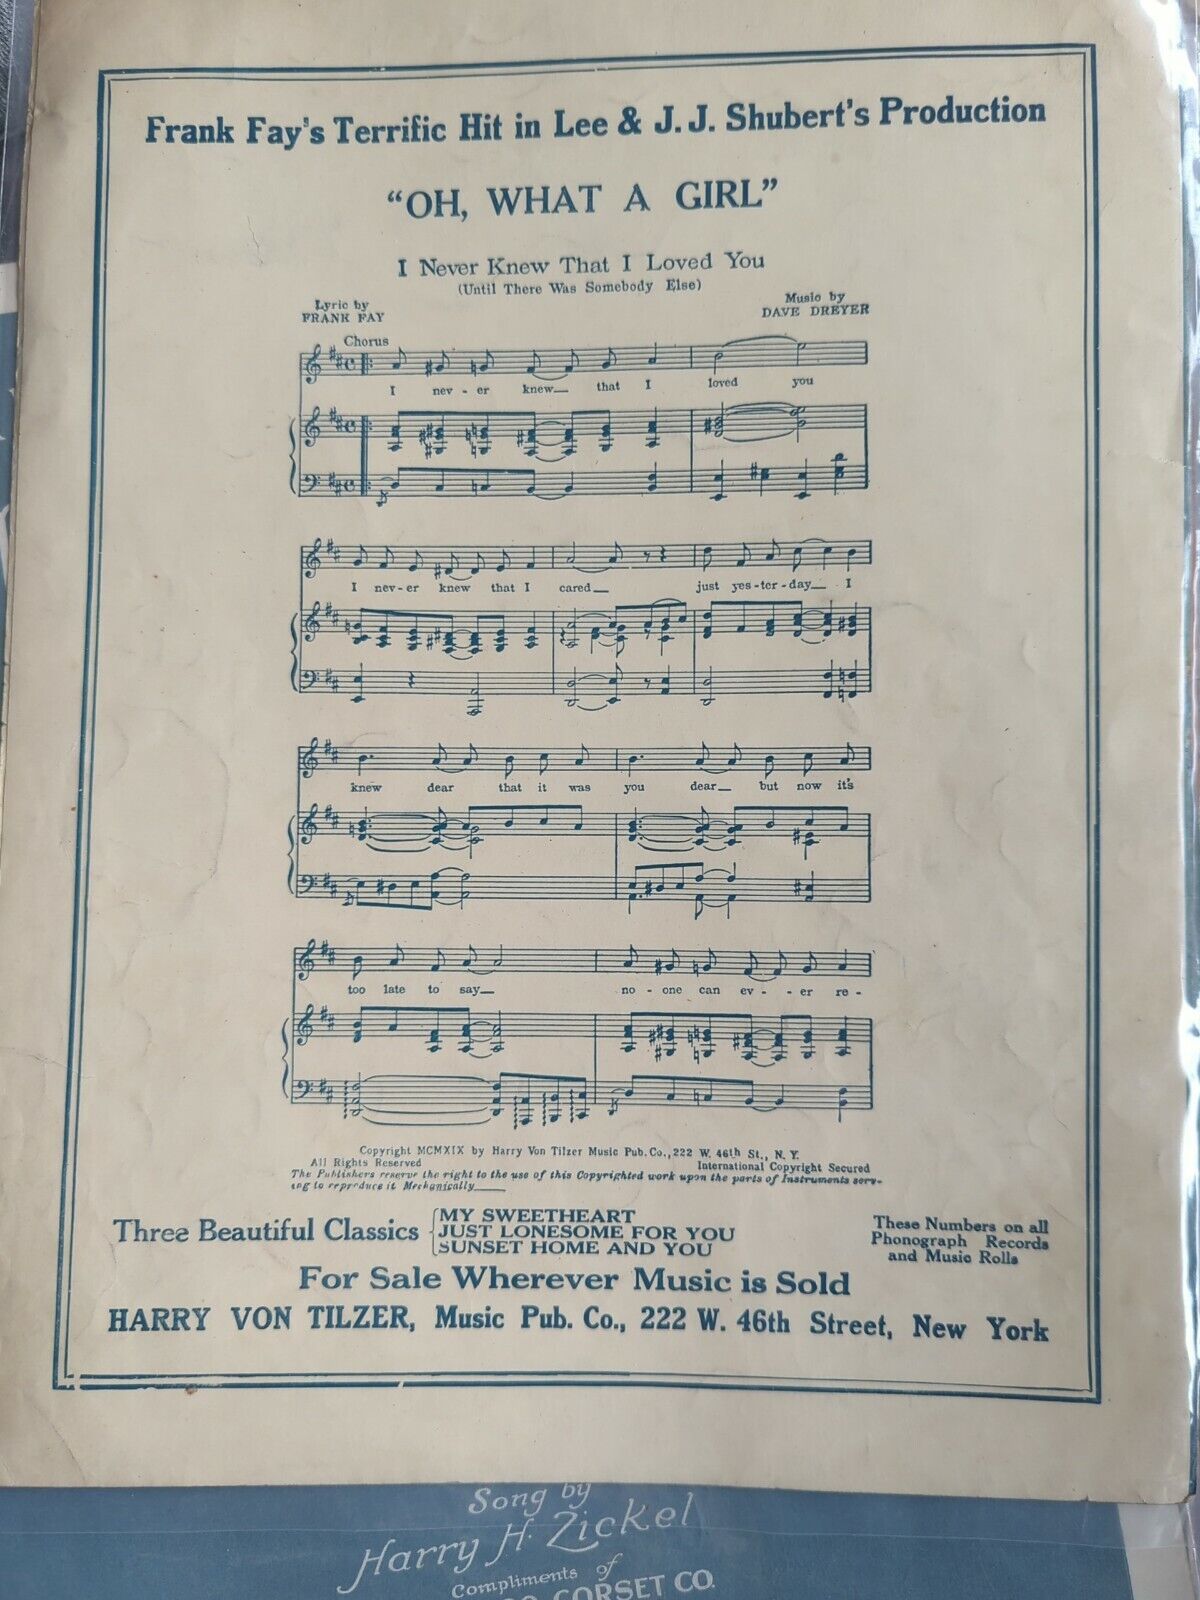 Frank Fay's Terrific Hit in Lee & J. J. Shubert's Production
"OH, WHAT A GIRL"
I Never Knew That I Loved You
(Until There Was Somebody Else)
Lyric by
FRANK FAY
Music by
DAVE DREYER
Chorus
I nev - er knew that I loved you
I nev - er knew that I cared just yes - ter - day I
knew dear that it was you dear but now it's
too late to say no - one can ev - er re -
Copyright MCMXIX by Harry Von Tilzer Music Pub. Co., 222 W. 46th St., N. Y.
All Rights Reserved International Copyright Secured
The Publishers reserve the right to the use of this Copyrighted work upon the parts of Instruments serv-
ing to reproduce it Mechanically
Three Beautiful Classics
MY SWEETHEART
JUST LONESOME FOR YOU
SUNSET HOME AND YOU
These Numbers on all
Phonograph Records
and Music Rolls
For Sale Wherever Music is Sold
HARRY VON TILZER, Music Pub. Co., 222 W. 46th Street, New York
Song by
Harry H. Zickel
Compliments of
CORSET CO.